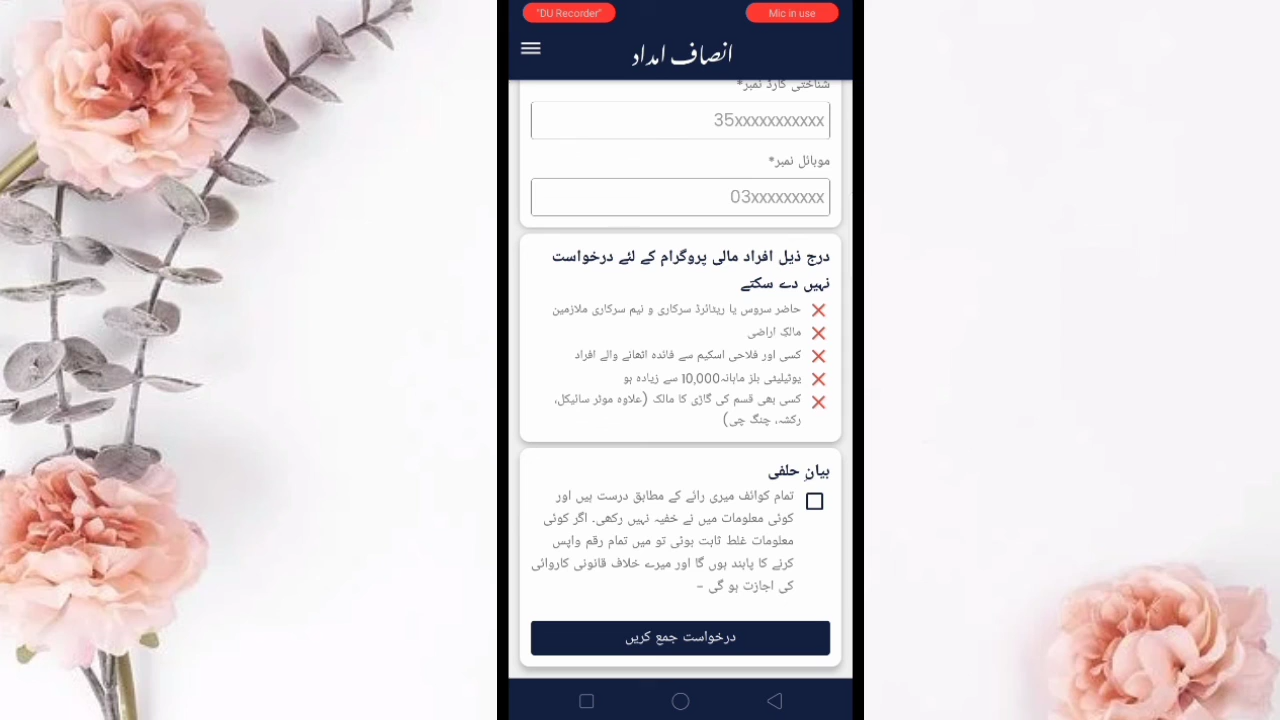 "DU Recorder"
Mic in use
انصاف امداد
شناختی کارڈ نمبر*
35xxxxxxxxxxx
موبائل نمبر*
03xxxxxxxxx
درج ذیل افراد مالی پروگرام کے لئے درخواست
نہیں دے سکتے
حاضر سروس یا ریٹائرڈ سرکاری و نیم سرکاری ملازمین
مالکِ اراضی
کسی اور فلاحی اسکیم سے فائدہ اٹھانے والے افراد
یوٹیلیٹی بلز ماہانہ10,000 سے زیادہ ہو
کسی بھی قسم کی گاڑی کا مالک (علاوہ موٹر سائیکل،
رکشہ، چنگ چی)
بیانِ حلفی
تمام کوائف میری رائے کے مطابق درست ہیں اور
کوئی معلومات میں نے خفیہ نہیں رکھی۔ اگر کوئی
معلومات غلط ثابت ہوئی تو میں تمام رقم واپس
کرنے کا پابند ہوں گا اور میرے خلاف قانونی کاروائی
کی اجازت ہو گی -
درخواست جمع کریں